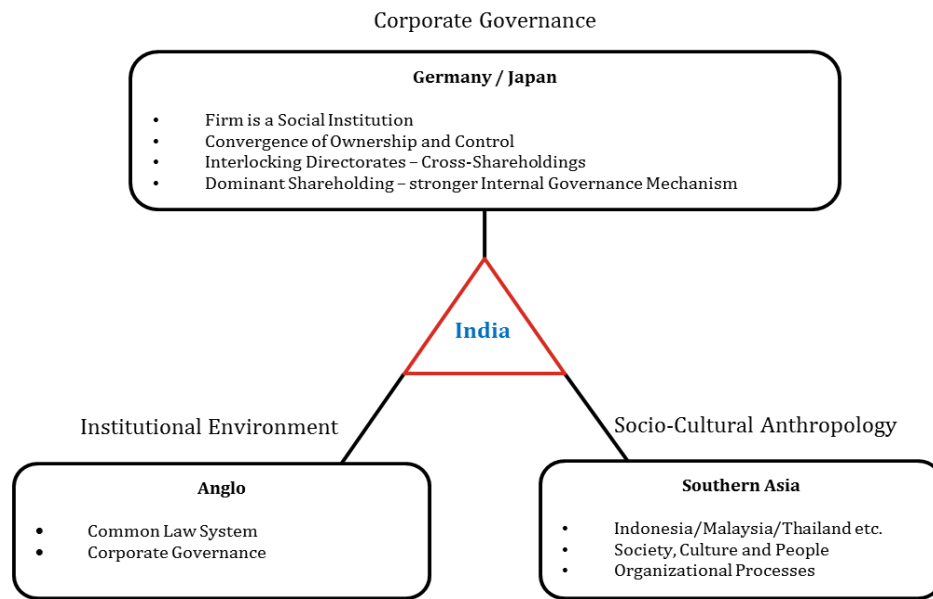 Corporate Governance
Germany / Japan
• Firm is a Social Institution
• Convergence of Ownership and Control
• Interlocking Directorates – Cross-Shareholdings
• Dominant Shareholding – stronger Internal Governance Mechanism
India
Institutional Environment
Socio-Cultural Anthropology
Anglo
• Common Law System
• Corporate Governance
Southern Asia
• Indonesia/Malaysia/Thailand etc.
• Society, Culture and People
• Organizational Processes